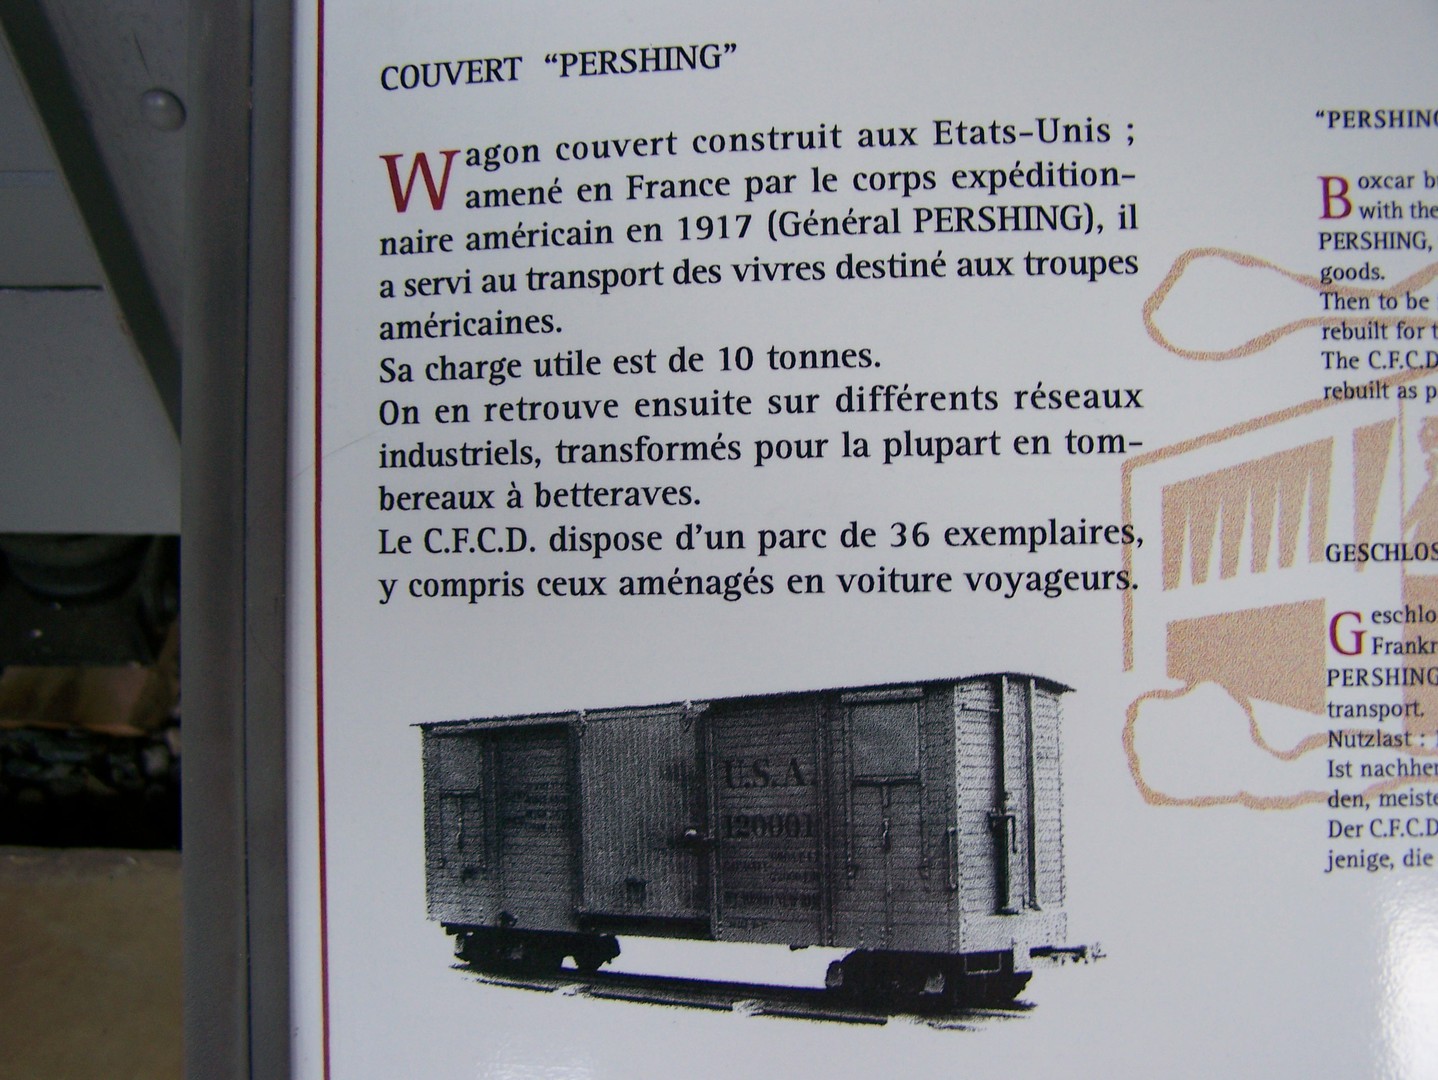 COUVERT “PERSHING”
Wagon couvert construit aux Etats-Unis ;
amené en France par le corps expédition-
naire américain en 1917 (Général PERSHING), il
a servi au transport des vivres destiné aux troupes
américaines.
Sa charge utile est de 10 tonnes.
On en retrouve ensuite sur différents réseaux
industriels, transformés pour la plupart en tom-
bereaux à betteraves.
Le C.F.C.D. dispose d’un parc de 36 exemplaires,
y compris ceux aménagés en voiture voyageurs.
U.S.A.
120001
“PERSHING
Boxcar b
with the
PERSHING,
goods.
Then to be
rebuilt for t
The C.F.C.D
rebuilt as p
GESCHLOS
Geschlo
Frankr
PERSHING
transport.
Nutzlast :
Ist nachher
den, meiste
Der C.F.C.D
jenige, die